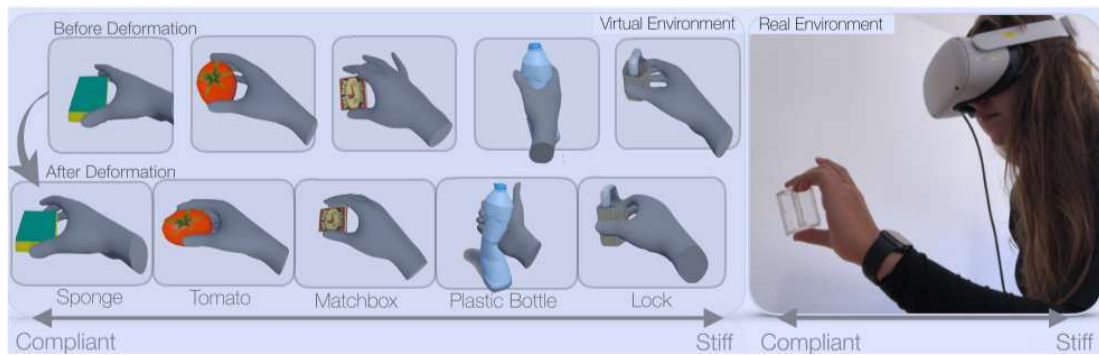 Before Deformation
Virtual Environment
Real Environment
After Deformation
Sponge
Tomato
Matchbox
Plastic Bottle
Lock
Compliant
Stiff
Compliant
Stiff